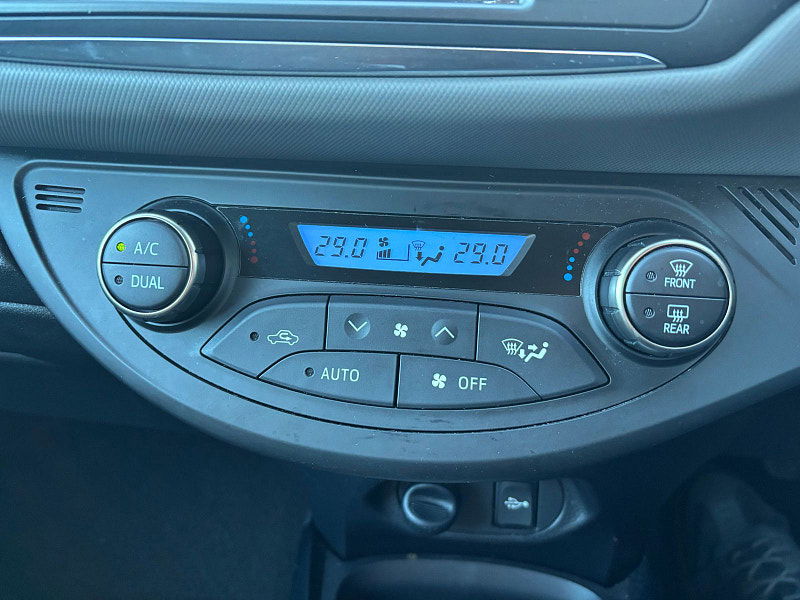 A/C
DUAL
29.0 29.0
FRONT
REAR
AUTO
OFF